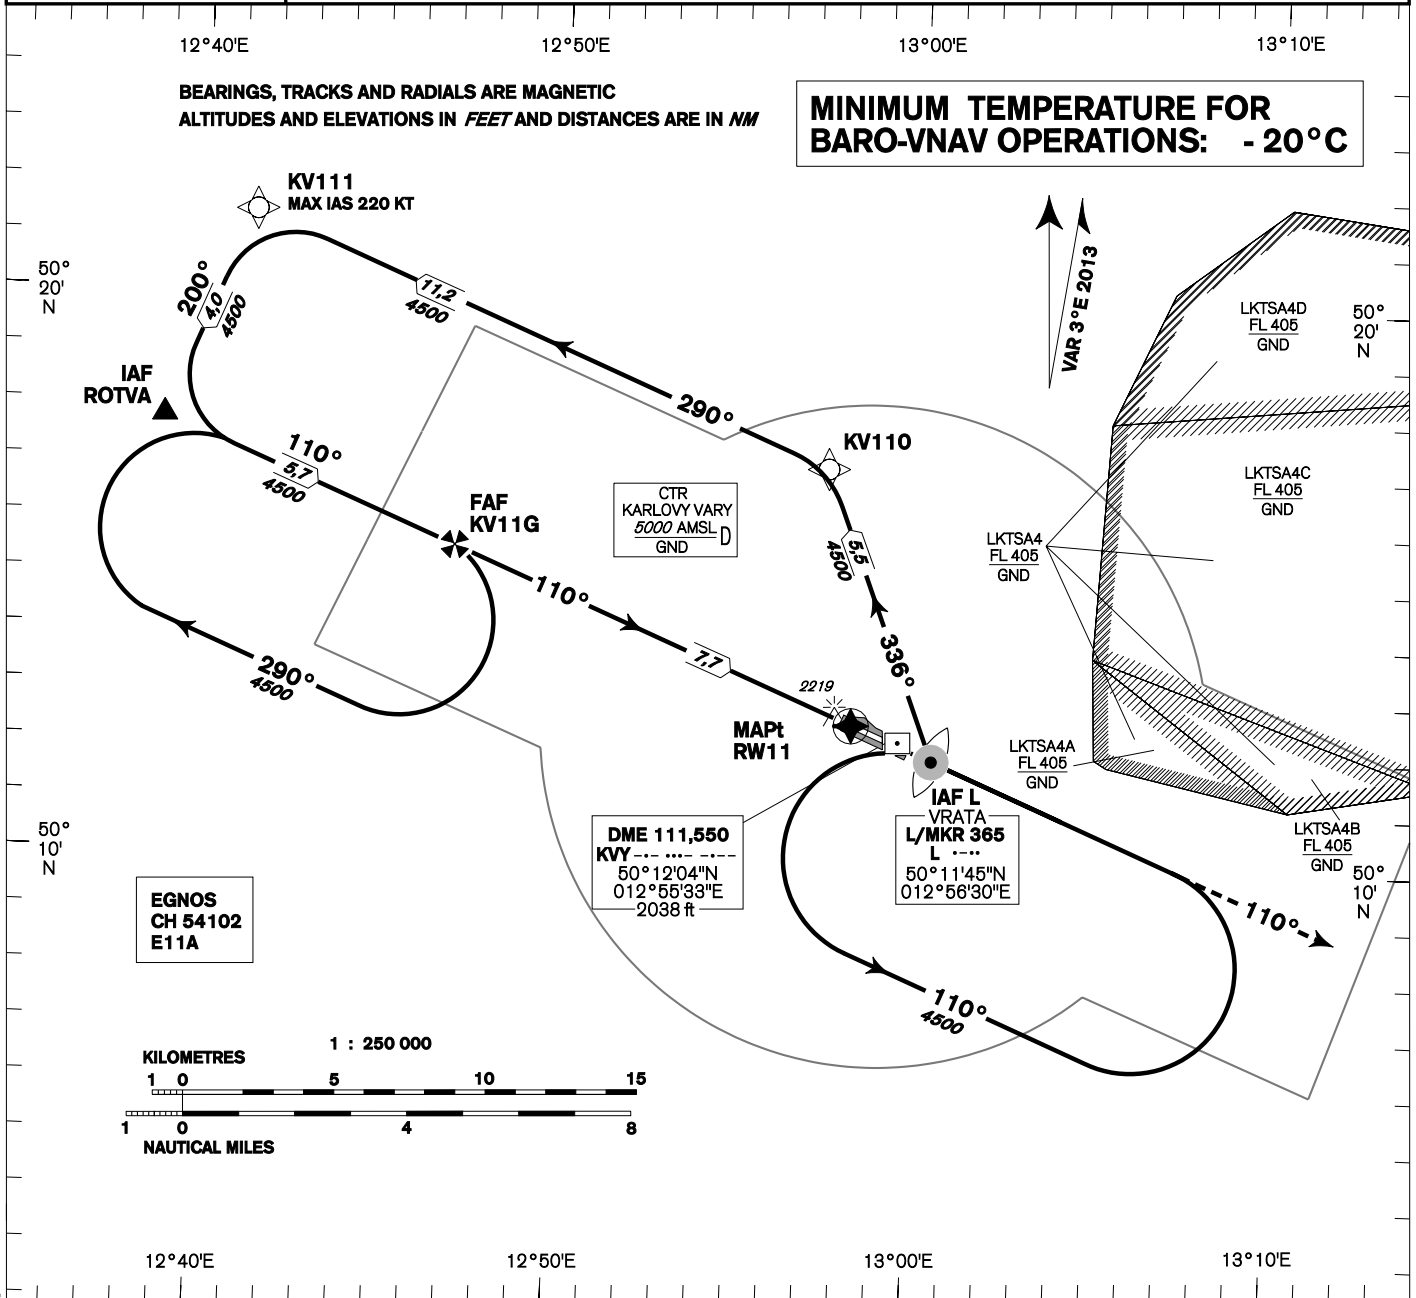 12°40'E
12°50'E
13°00'E
13°10'E
BEARINGS, TRACKS AND RADIALS ARE MAGNETIC
ALTITUDES AND ELEVATIONS IN FEET AND DISTANCES ARE IN NM
MINIMUM TEMPERATURE FOR
BARO-VNAV OPERATIONS: - 20°C
KV111
MAX IAS 220 KT
50°
20'
N
200°
4,0
4500
11,2
4500
290°
VAR 3°E 2013
LKTSA4D
FL 405
GND
50°
20'
N
IAF
ROTVA
110°
5,7
4500
FAF
KV11G
CTR
KARLOVY VARY
5000 AMSL D
GND
KV110
5,5
4500
336°
LKTSA4
FL 405
GND
LKTSA4C
FL 405
GND
110°
290°
4500
7,7
2219
MAPt
RW11
LKTSA4A
FL 405
GND
LKTSA4B
FL 405
GND
DME 111,550
KVY -·- ···- -·--
50°12'04"N
012°55'33"E
2038 ft
IAF L
VRATA
L/MKR 365
L ·-··
50°11'45"N
012°56'30"E
50°
10'
N
50°
10'
N
110°
110°
4500
EGNOS
CH 54102
E11A
1 : 250 000
KILOMETRES
1 0 5 10 15
1 0 4 8
NAUTICAL MILES
12°40'E
12°50'E
13°00'E
13°10'E